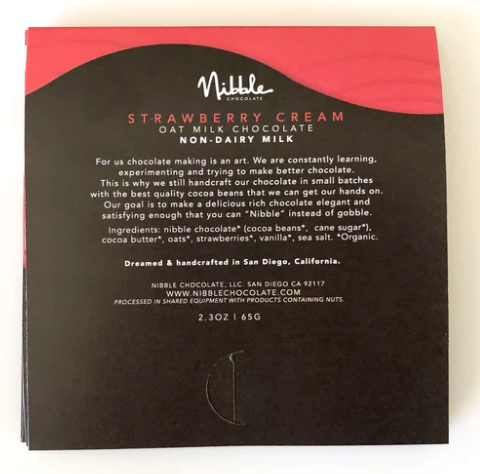 Nibble
CHOCOLATE
STRAWBERRY CREAM
OAT MILK CHOCOLATE
NON-DAIRY MILK
For us chocolate making is an art. We are constantly learning,
experimenting and trying to make better chocolate.
This is why we still handcraft our chocolate in small batches
with the best quality cocoa beans that we can get our hands on.
Our goal is to make a delicious rich chocolate elegant and
satisfying enough that you can "Nibble" instead of gobble.
Ingredients: nibble chocolate* (cocoa beans*, cane sugar*),
cocoa butter*, oats*, strawberries*, vanilla*, sea salt. *Organic.
Dreamed & handcrafted in San Diego, California.
NIBBLE CHOCOLATE, LLC. SAN DIEGO CA 92117
WWW.NIBBLECHOCOLATE.COM
PROCESSED IN SHARED EQUIPMENT WITH PRODUCTS CONTAINING NUTS.
2.3OZ | 65G